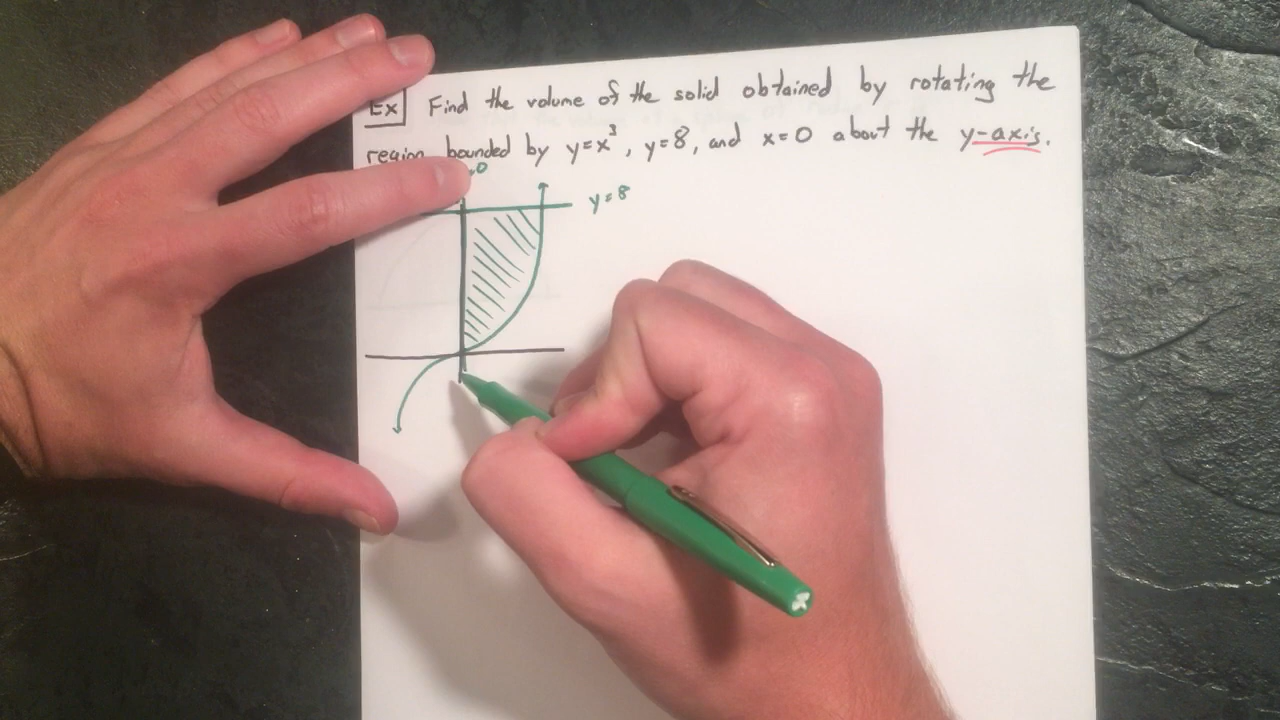 Ex Find the volume of the solid obtained by rotating the
region bounded by y=x³, y=8, and x=0 about the y-axis.
y=8